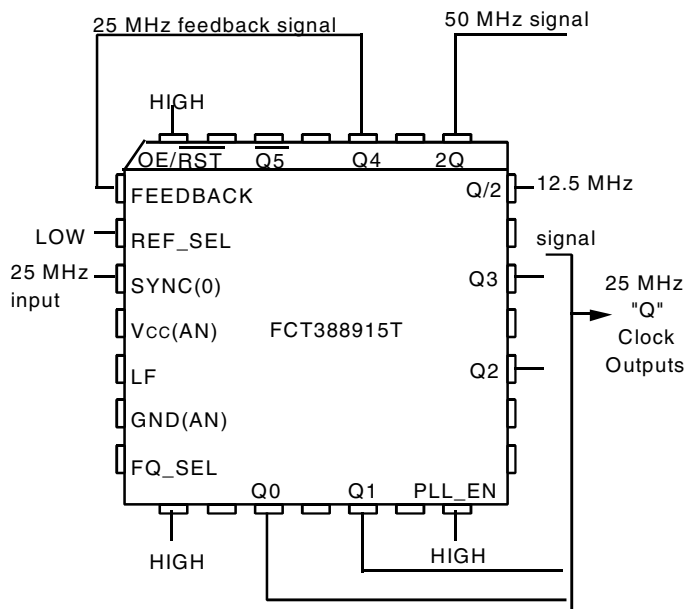 25 MHz feedback signal
50 MHz signal
HIGH
OE/RST
Q5
Q4
2Q
FEEDBACK
Q/2
12.5 MHz
LOW
REF_SEL
signal
25 MHz
input
SYNC(0)
Q3
25 MHz
"Q"
Clock
Outputs
VCC(AN)
FCT388915T
LF
Q2
GND(AN)
FQ_SEL
Q0
Q1
PLL_EN
HIGH
HIGH